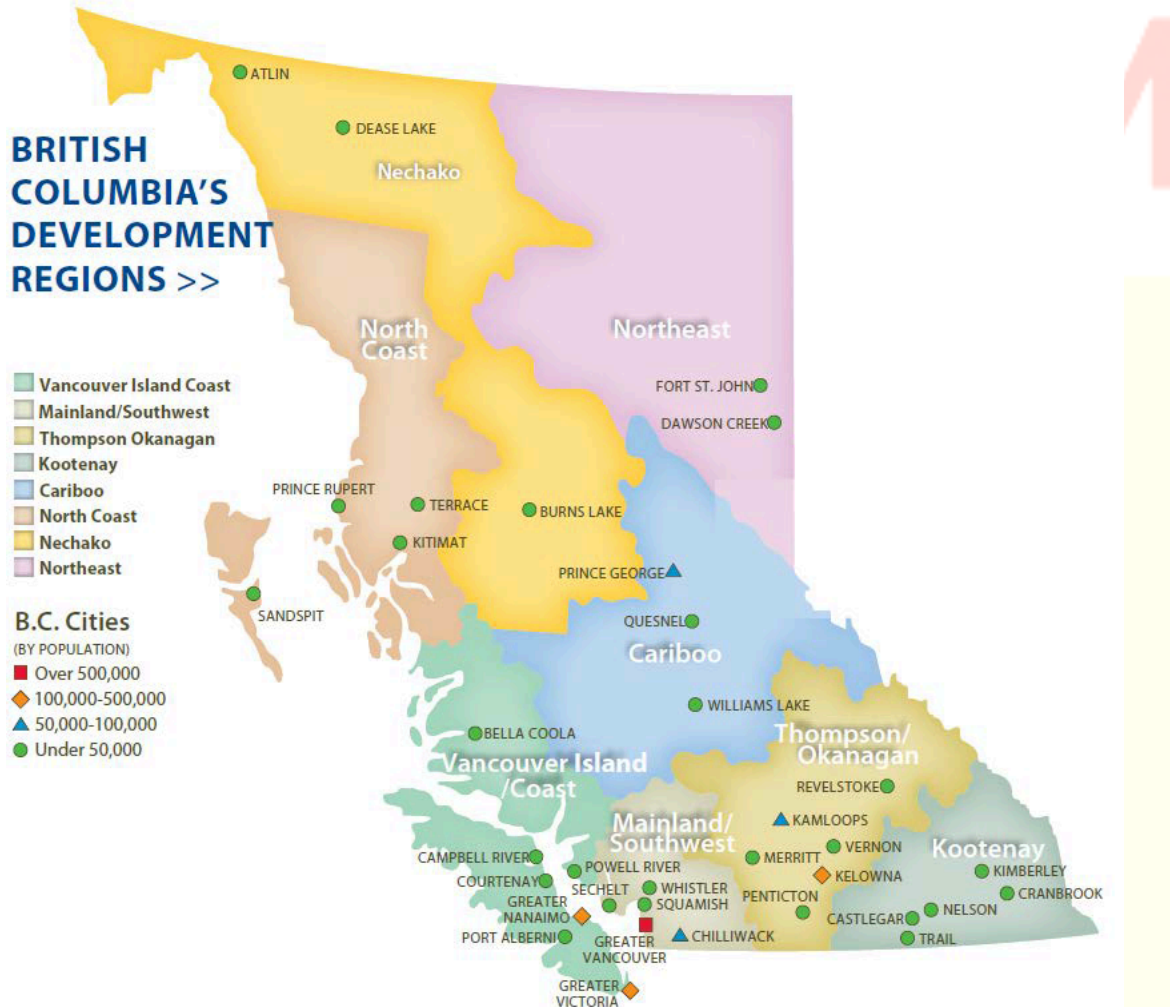 BRITISH
COLUMBIA'S
DEVELOPMENT
REGIONS >>
Vancouver Island Coast
Mainland/Southwest
Thompson Okanagan
Kootenay
Cariboo
North Coast
Nechako
Northeast
B.C. Cities
(BY POPULATION)
Over 500,000
100,000-500,000
50,000-100,000
Under 50,000
ATLIN
DEASE LAKE
Nechako
North
Coast
Northeast
FORT ST. JOHN
DAWSON CREEK
PRINCE RUPERT
TERRACE
BURNS LAKE
KITIMAT
PRINCE GEORGE
SANDSPIT
QUESNEL
Cariboo
WILLIAMS LAKE
BELLA COOLA
Vancouver Island
/Coast
Thompson/
Okanagan
REVELSTOKE
KAMLOOPS
Mainland/
Southwest
MERRITT
VERNON
Kootenay
CAMPBELL RIVER
POWELL RIVER
KELOWNA
KIMBERLEY
COURTENAY
SECHELT
WHISTLER
SQUAMISH
PENTICTON
CRANBROOK
GREATER
NANAIMO
NELSON
CASTLEGAR
PORT ALBERNI
GREATER
VANCOUVER
CHILLIWACK
TRAIL
GREATER
VICTORIA